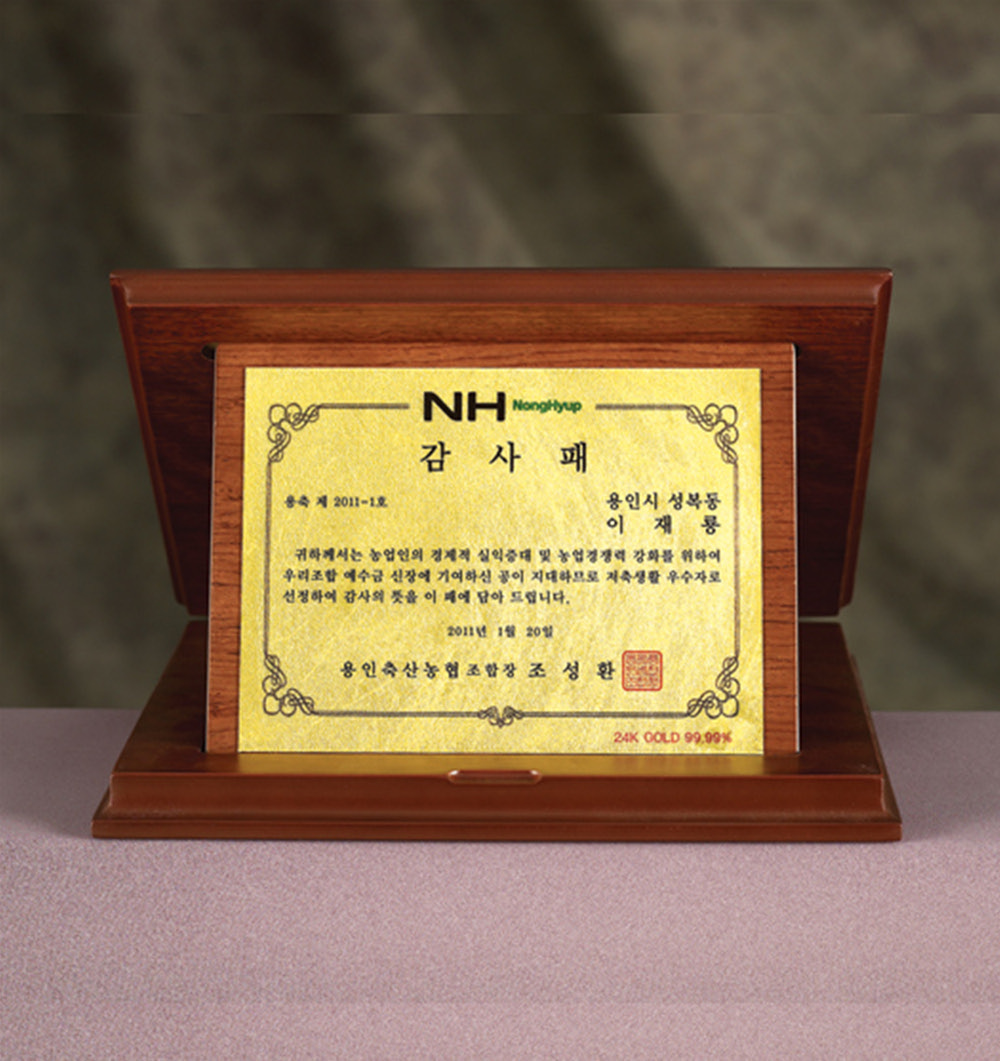 NH NongHyup
감 사 패
용축 제 2011-1호
용인시 성복동
이 재 룡
귀하께서는 농업인의 경제적 실익증대 및 농업경쟁력 강화를 위하여
우리조합 예수금 신장에 기여하신 공이 지대하므로 저축생활 우수자로
선정하여 감사의 뜻을 이 패에 담아 드립니다.
2011년 1월 20일
용인축산농협 조합장 조 성 환
24K GOLD 99.99%